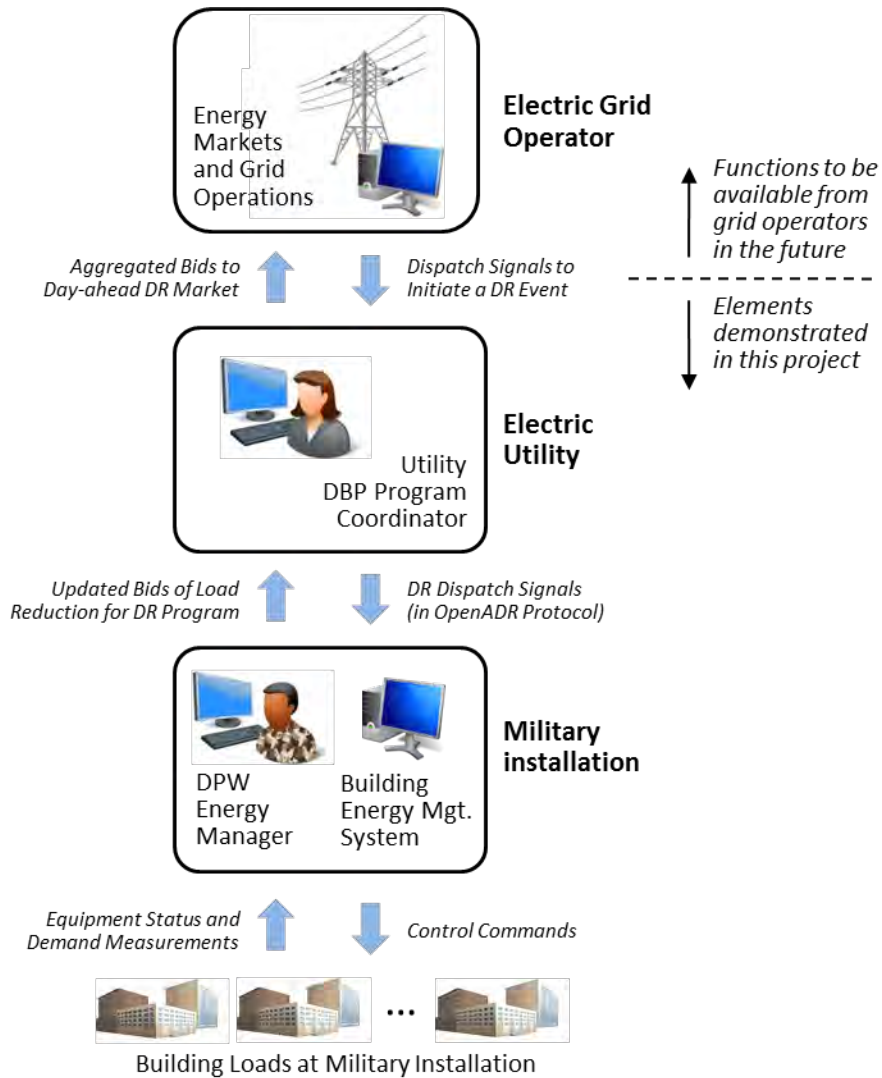 Energy
Markets
and Grid
Operations
Electric Grid
Operator
Functions to be
available from
grid operators
in the future
Aggregated Bids to
Day-ahead DR Market
Dispatch Signals to
Initiate a DR Event
Elements
demonstrated
in this project
Utility
DBP Program
Coordinator
Electric
Utility
Updated Bids of Load
Reduction for DR Program
DR Dispatch Signals
(in OpenADR Protocol)
DPW
Energy
Manager
Building
Energy Mgt.
System
Military
installation
Equipment Status and
Demand Measurements
Control Commands
...
Building Loads at Military Installation